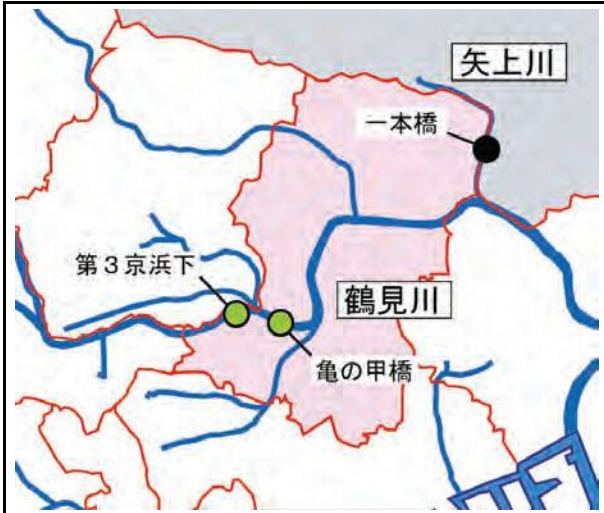 矢上川
一本橋
第3京浜下
鶴見川
亀の甲橋